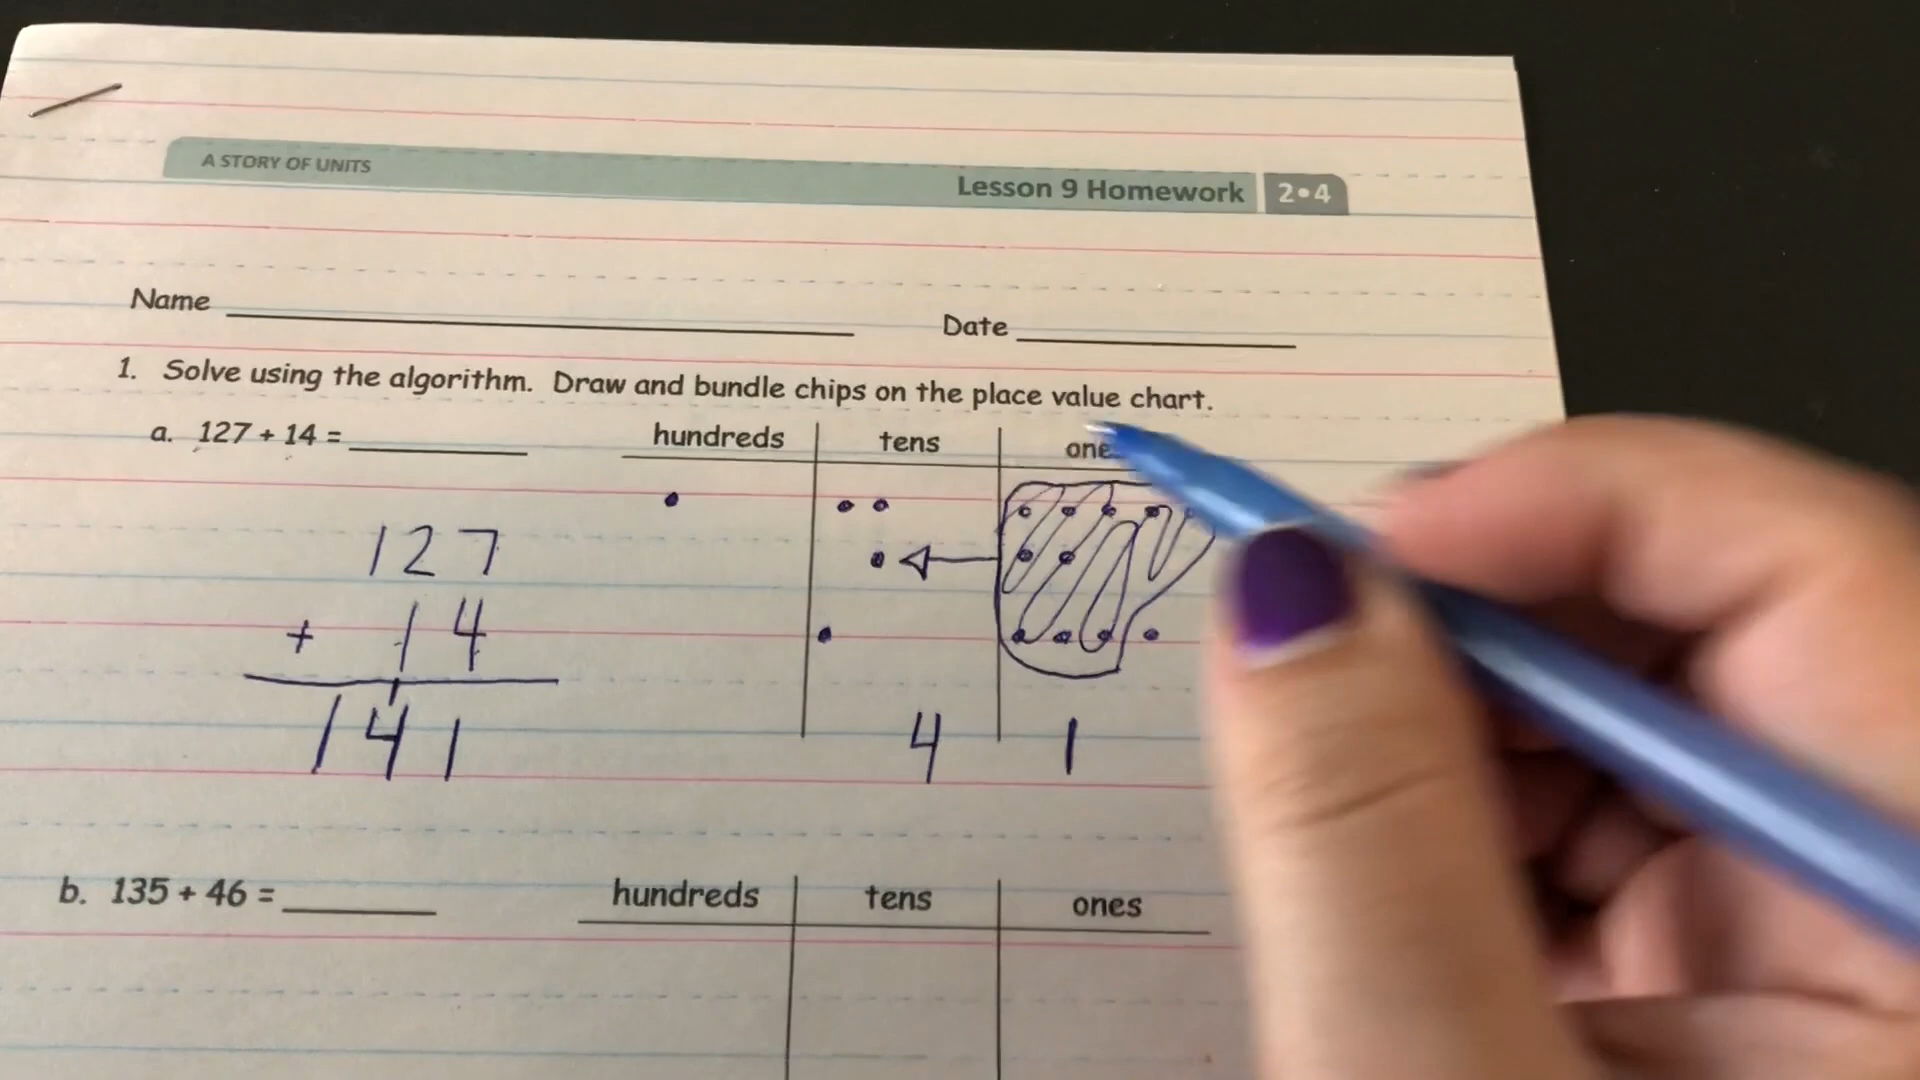 A STORY OF UNITS
Lesson 9 Homework 2•4
Name Date
1. Solve using the algorithm. Draw and bundle chips on the place value chart.
a. 127 + 14 =
hundreds tens
127
+ 14
1
141
4 1
b. 135 + 46 =
hundreds tens ones